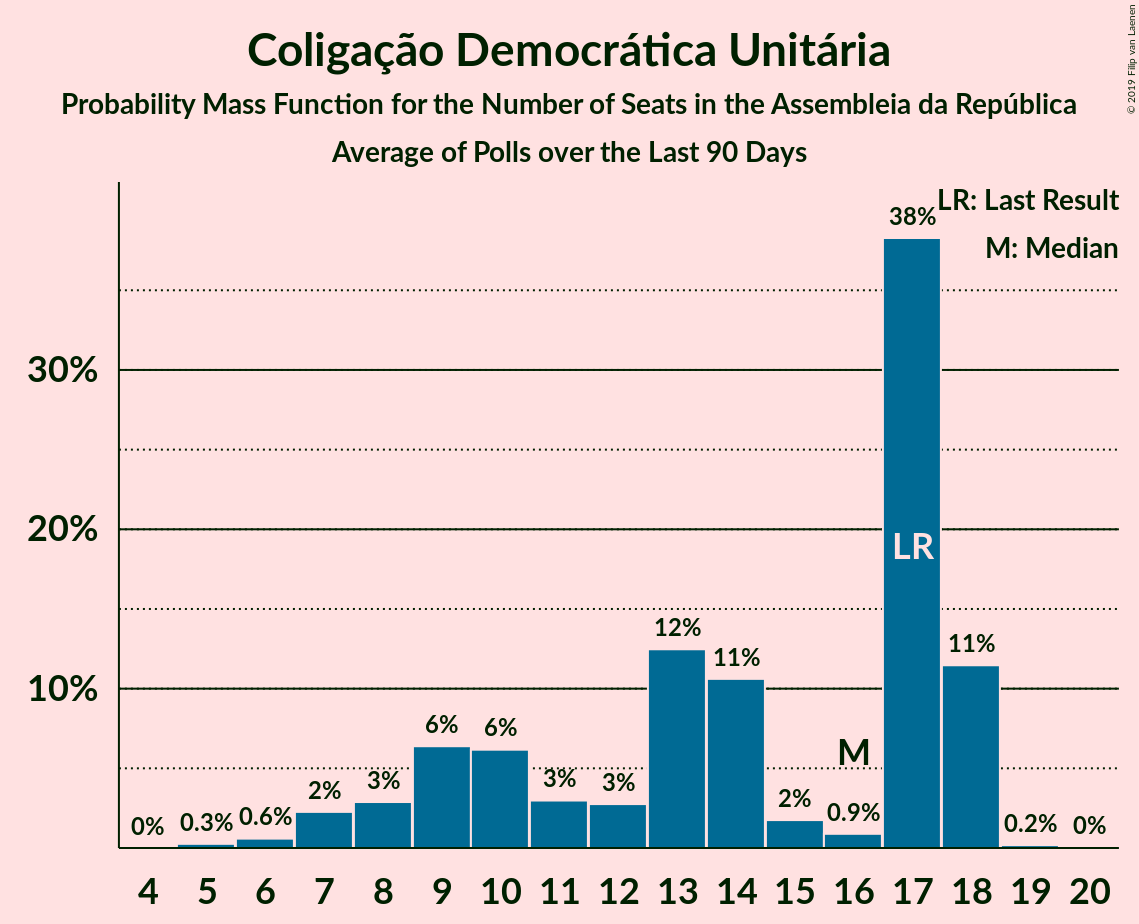 Coligação Democrática Unitária
Probability Mass Function for the Number of Seats in the Assembleia da República
Average of Polls over the Last 90 Days
© 2019 Filip van Laenen
LR: Last Result
M: Median
30%
20%
10%
0%
0.3%
0.6%
2%
3%
6%
6%
3%
3%
12%
11%
2%
0.9%
38%
11%
0.2%
0%
M
LR
4 5 6 7 8 9 10 11 12 13 14 15 16 17 18 19 20